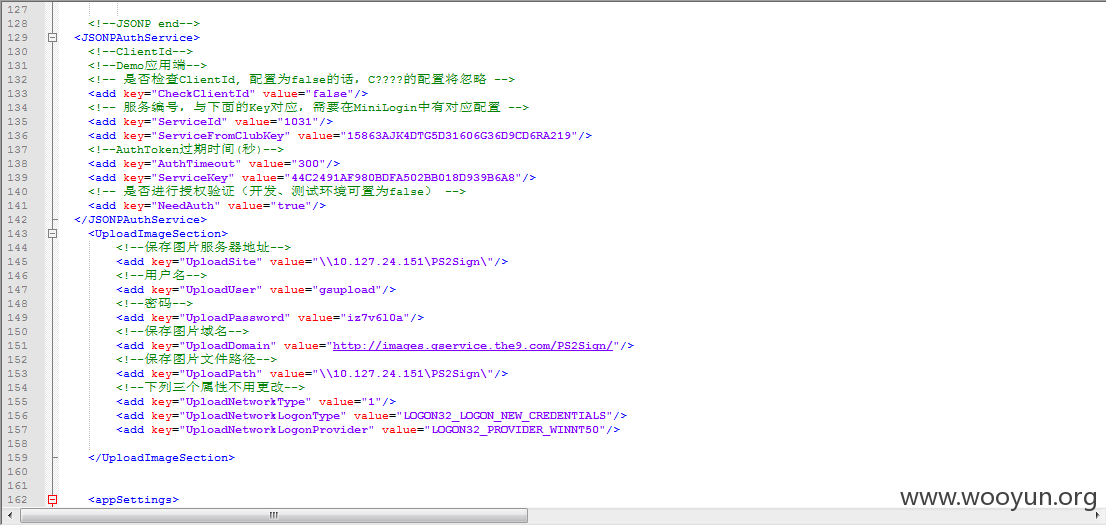 127
128 <!--JSONP end-->
129 <JSONPAuthService>
130 <!--ClientId-->
131 <!--Demo应用端-->
132 <!-- 是否检查ClientId, 配置为false的话，C????的配置将忽略 -->
133 <add key="CheckClientId" value="false"/>
134 <!-- 服务编号，与下面的Key对应，需要在MiniLogin中有对应配置 -->
135 <add key="ServiceId" value="1031"/>
136 <add key="ServiceFromClubKey" value="15863AJK4DTG5D31606G36D9CD6RA219"/>
137 <!--AuthToken过期时间(秒)-->
138 <add key="AuthTimeout" value="300"/>
139 <add key="ServiceKey" value="44C2491AF980BDFA502BB018D939B6A8"/>
140 <!-- 是否进行授权验证（开发、测试环境可置为false） -->
141 <add key="NeedAuth" value="true"/>
142 </JSONPAuthService>
143 <UploadImageSection>
144 <!--保存图片服务器地址-->
145 <add key="UploadSite" value="\\10.127.24.151\PS2Sign\"/>
146 <!--用户名-->
147 <add key="UploadUser" value="gsupload"/>
148 <!--密码-->
149 <add key="UploadPassword" value="iz7v6l0a"/>
150 <!--保存图片域名-->
151 <add key="UploadDomain" value="http://images.gservice.the9.com/PS2Sign/"/>
152 <!--保存图片文件路径-->
153 <add key="UploadPath" value="\\10.127.24.151\PS2Sign\"/>
154 <!--下列三个属性不用更改-->
155 <add key="UploadNetworkType" value="1"/>
156 <add key="UploadNetworkLogonType" value="LOGON32_LOGON_NEW_CREDENTIALS"/>
157 <add key="UploadNetworkLogonProvider" value="LOGON32_PROVIDER_WINNT50"/>
158
159 </UploadImageSection>
160
161
162 <appSettings>
www.wooyun.org